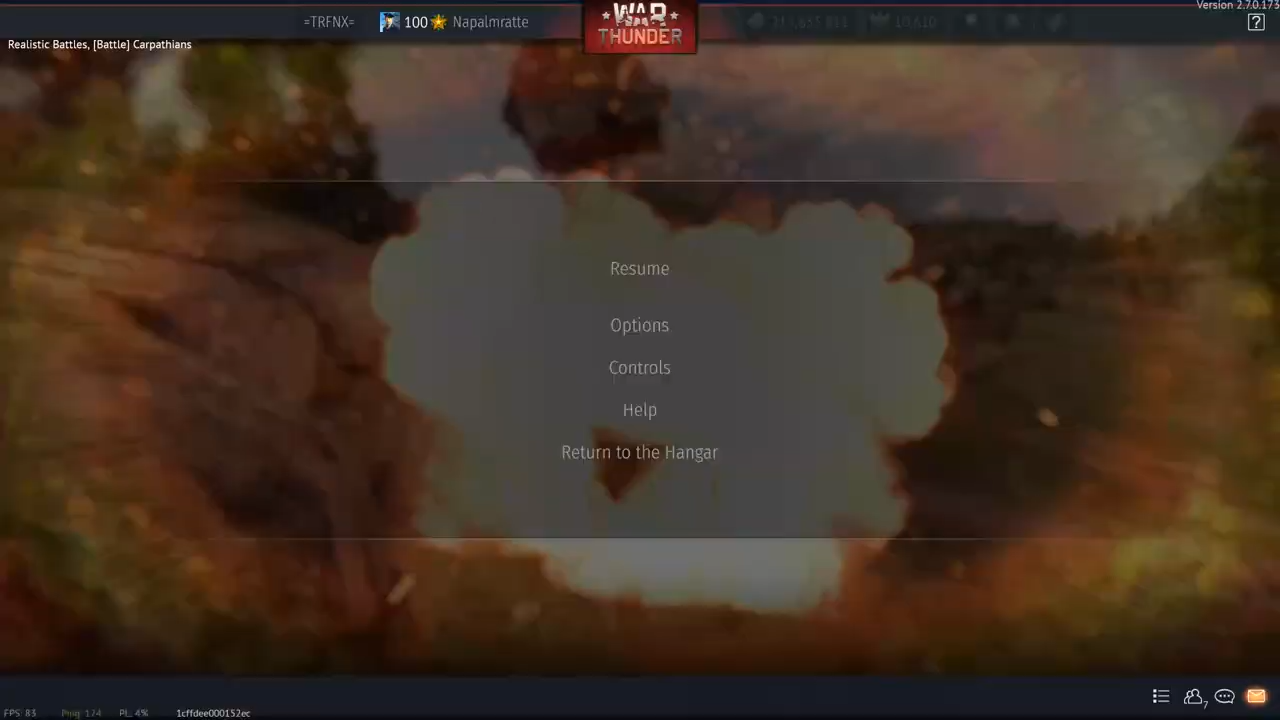 Version 2.7.0.173
=TRFNX= 100 Napalmratte
WAR
THUNDER
Realistic Battles, [Battle] Carpathians
Resume
Options
Controls
Help
Return to the Hangar
7
FPS: 83 Ping: 174 PL: 4% 1cffdee000152ec